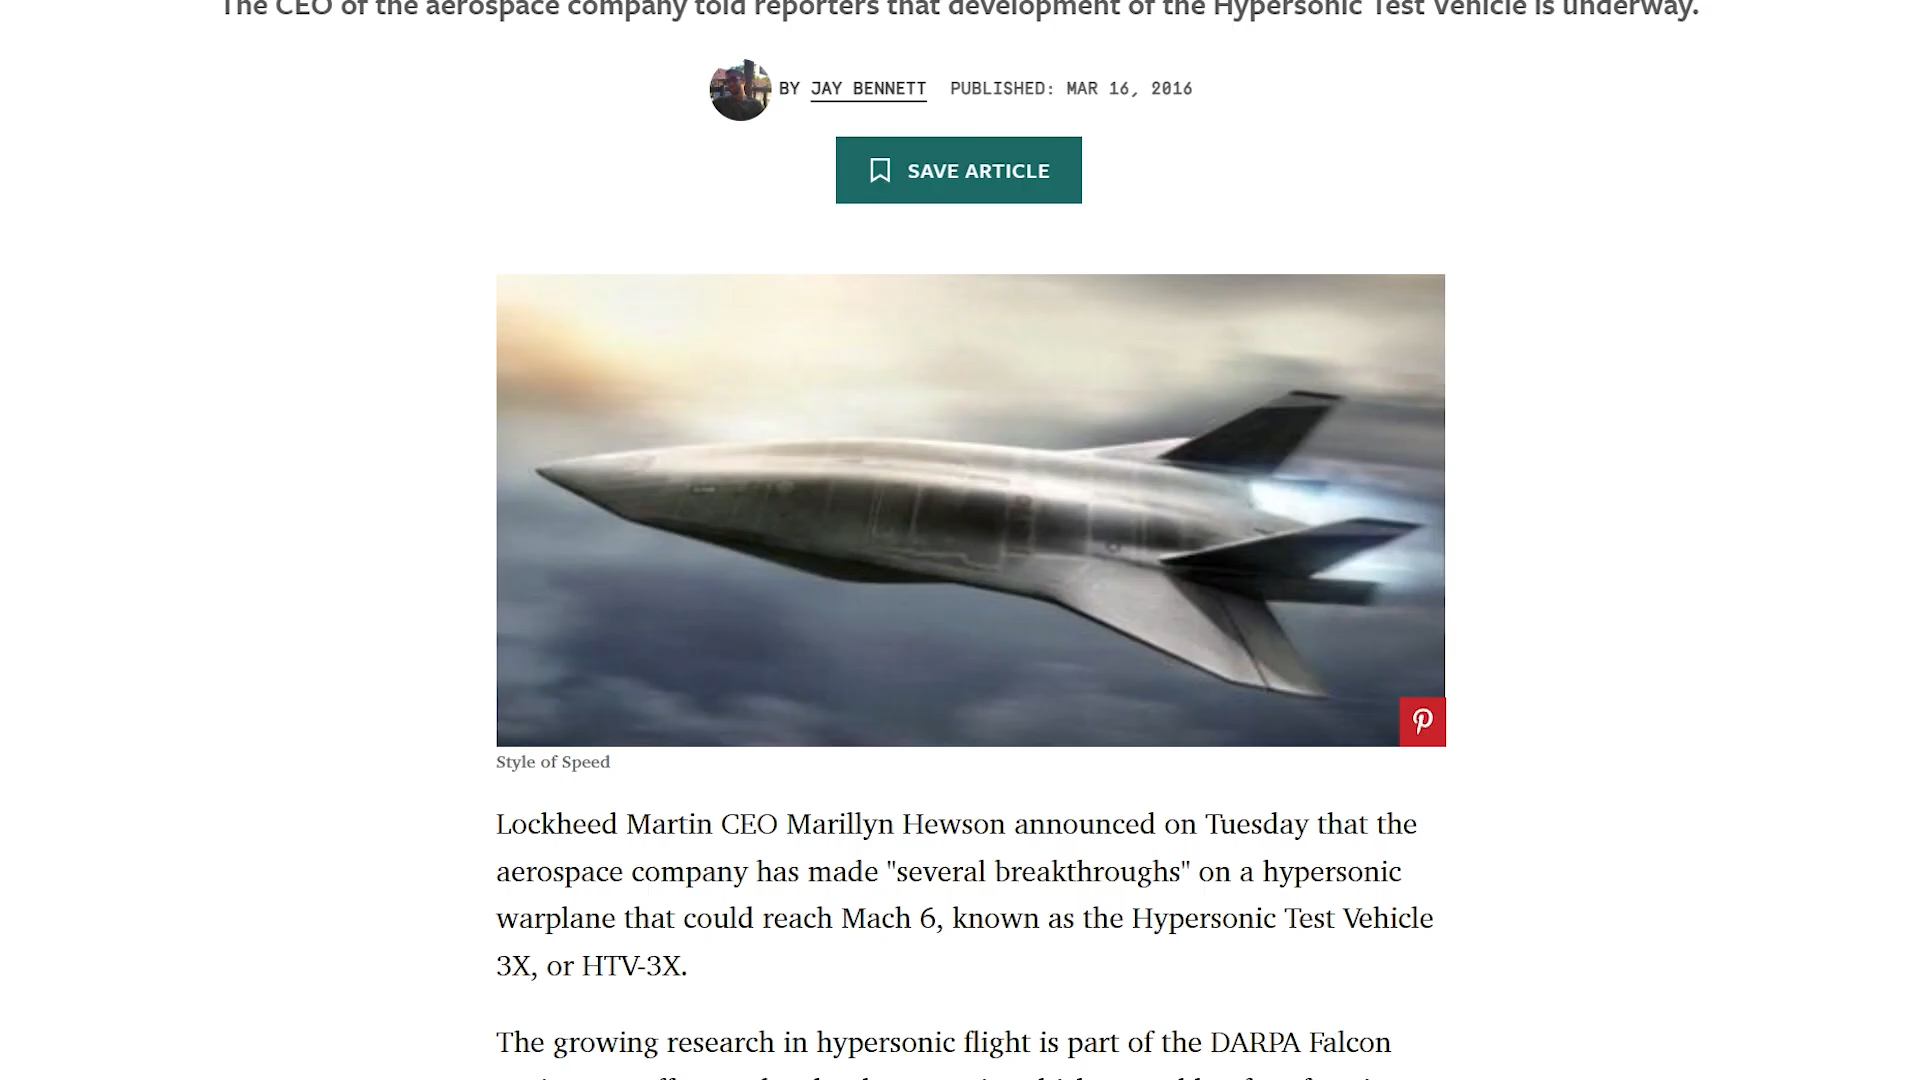 The CEO of the aerospace company told reporters that development of the Hypersonic Test Vehicle is underway.
BY JAY BENNETT PUBLISHED: MAR 16, 2016
SAVE ARTICLE
Style of Speed
Lockheed Martin CEO Marillyn Hewson announced on Tuesday that the
aerospace company has made "several breakthroughs" on a hypersonic
warplane that could reach Mach 6, known as the Hypersonic Test Vehicle
3X, or HTV-3X.
The growing research in hypersonic flight is part of the DARPA Falcon